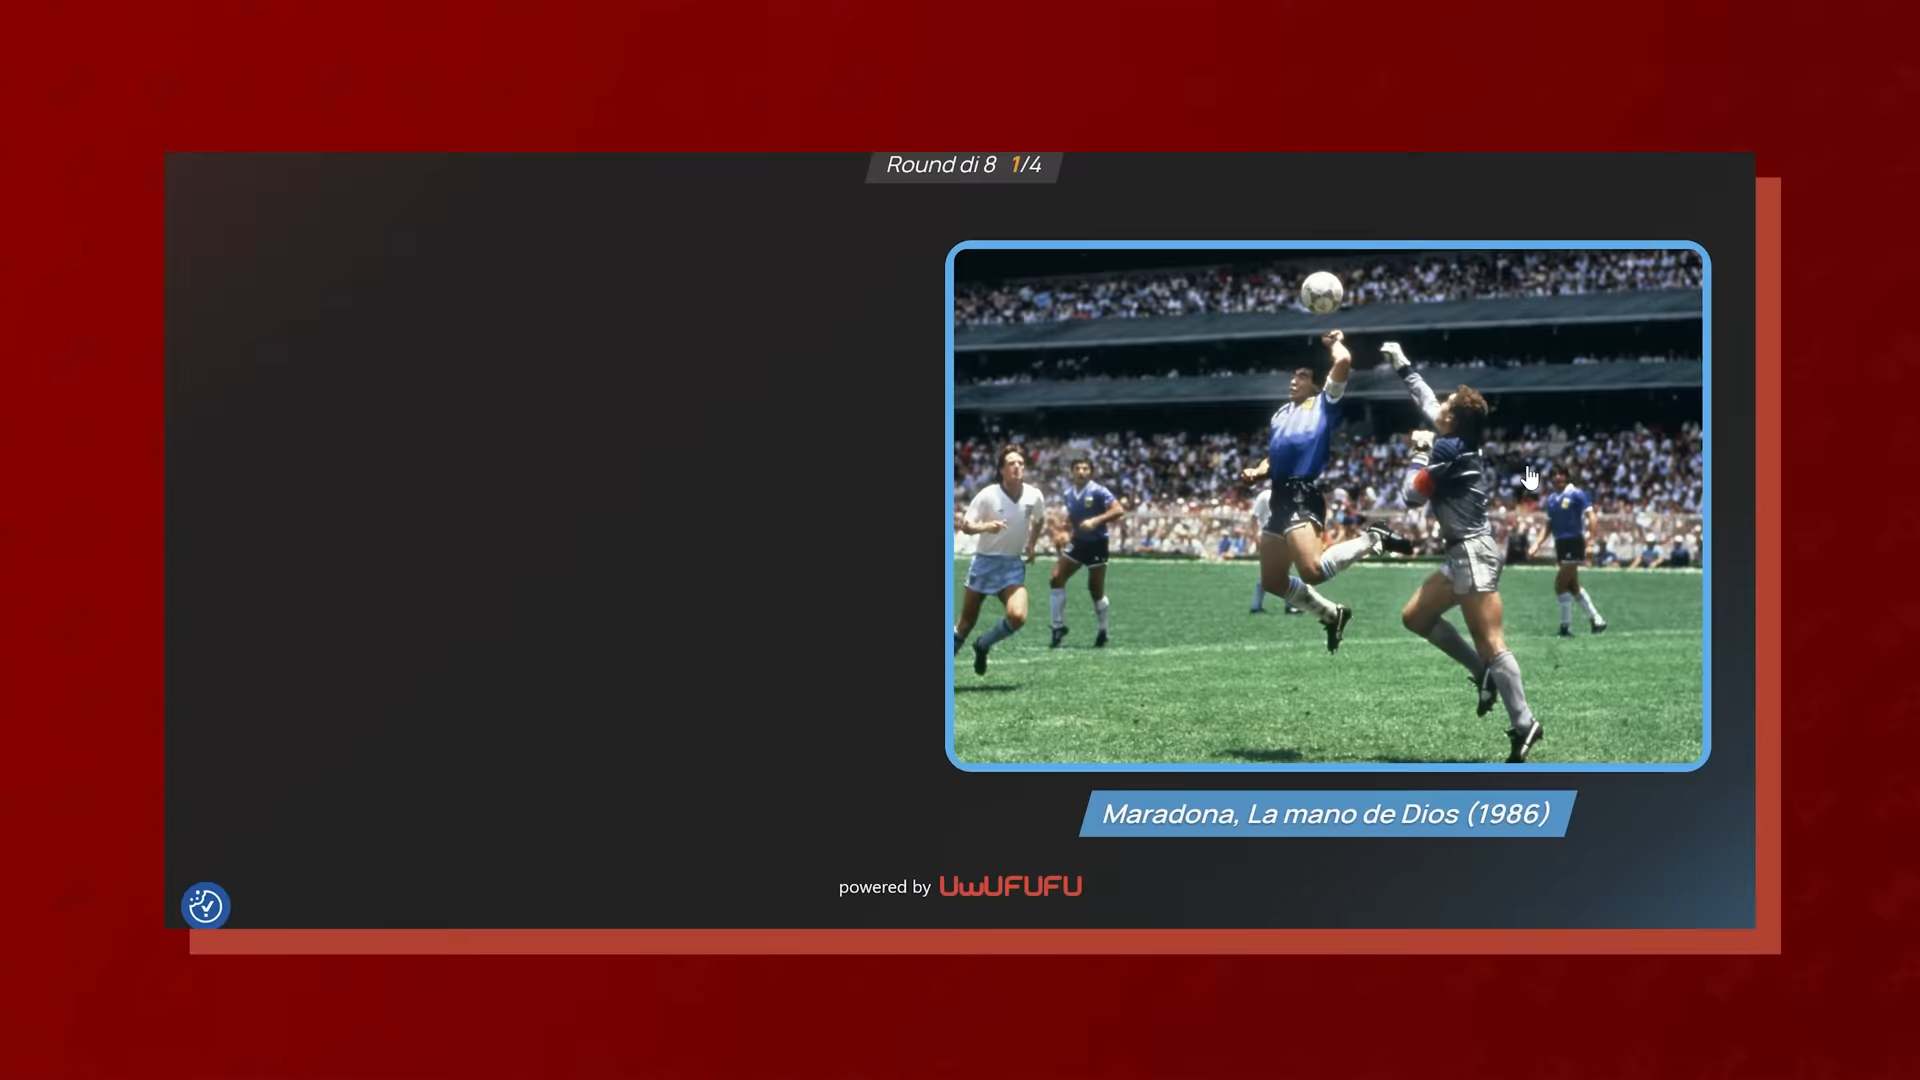 Round di 8 1/4
Maradona, La mano de Dios (1986)
powered by UwUFUFU